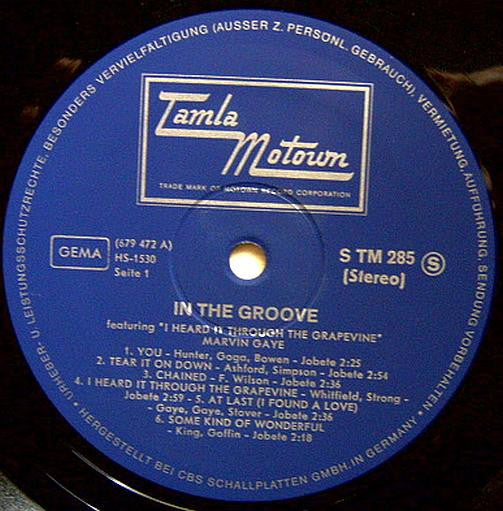 URHEBER- U. LEISTUNGSSCHUTZRECHTE, BESONDERS VERVIELFÄLTIGUNG (AUSSER Z. PERSÖNL. GEBRAUCH), VERMIETUNG, AUFFÜHRUNG, SENDUNG VORBEHALTEN
Tamla
Motown
TRADE MARK OF MOTOWN RECORD CORPORATION
GEMA
(679 472 A)
HS-1530
Seite 1
S TM 285 S
(Stereo)
IN THE GROOVE
featuring "I HEARD IT THROUGH THE GRAPEVINE"
MARVIN GAYE
1. YOU - Hunter, Goga, Bowen - Jobete 2:25
2. TEAR IT ON DOWN - Ashford, Simpson - Jobete 2:54
3. CHAINED - F. Wilson - Jobete 2:36
4. I HEARD IT THROUGH THE GRAPEVINE - Whitfield, Strong -
Jobete 2:59 - 5. AT LAST (I FOUND A LOVE)
- Gaye, Gaye, Stover - Jobete 2:36
6. SOME KIND OF WONDERFUL
- King, Goffin - Jobete 2:18
• HERGESTELLT BEI CBS SCHALLPLATTEN GMBH. IN GERMANY •